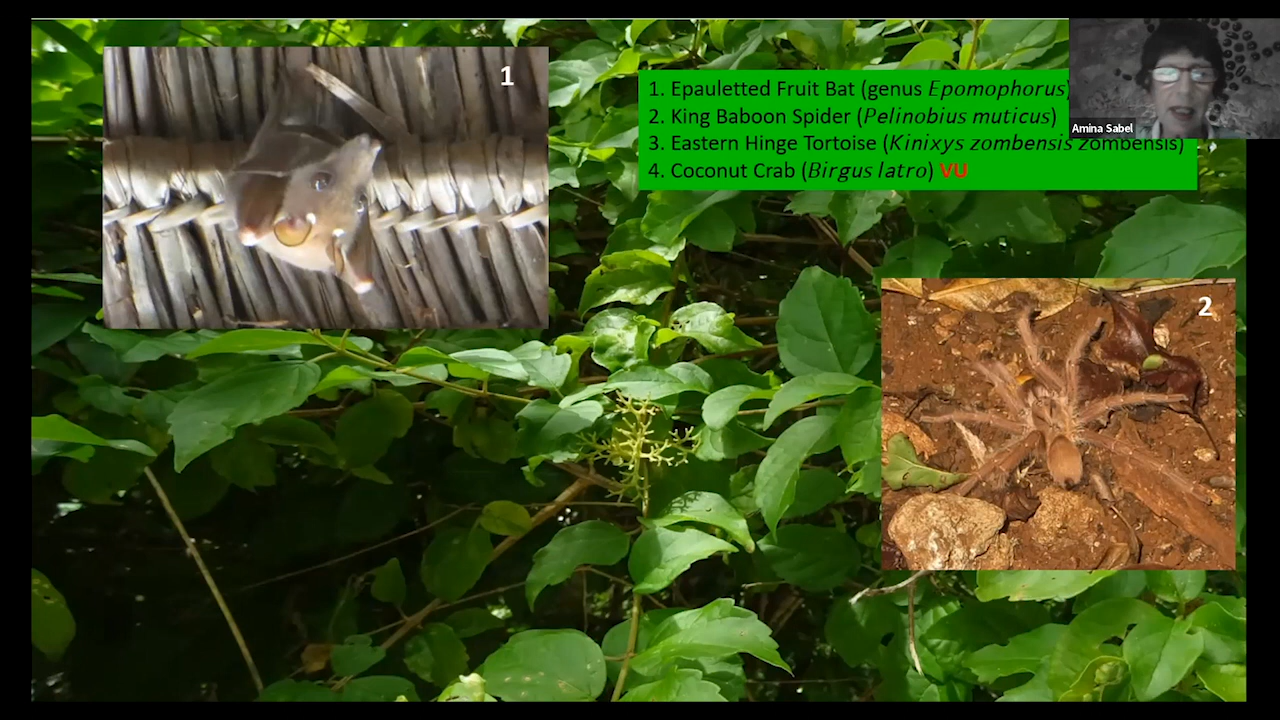 1
1. Epauletted Fruit Bat (genus Epomophorus)
2. King Baboon Spider (Pelinobius muticus)
3. Eastern Hinge Tortoise (Kinixys zombensis zombensis)
4. Coconut Crab (Birgus latro) VU
Amina Sabel
2